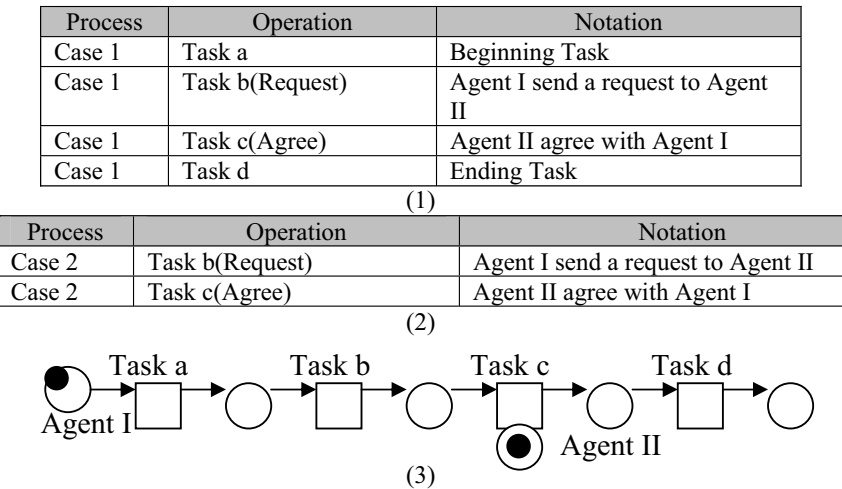 Process Operation Notation
Case 1 Task a Beginning Task
Case 1 Task b(Request) Agent I send a request to Agent
II
Case 1 Task c(Agree) Agent II agree with Agent I
Case 1 Task d Ending Task
(1)
Process Operation Notation
Case 2 Task b(Request) Agent I send a request to Agent II
Case 2 Task c(Agree) Agent II agree with Agent I
(2)
Task a Task b Task c Task d
Agent I Agent II
(3)